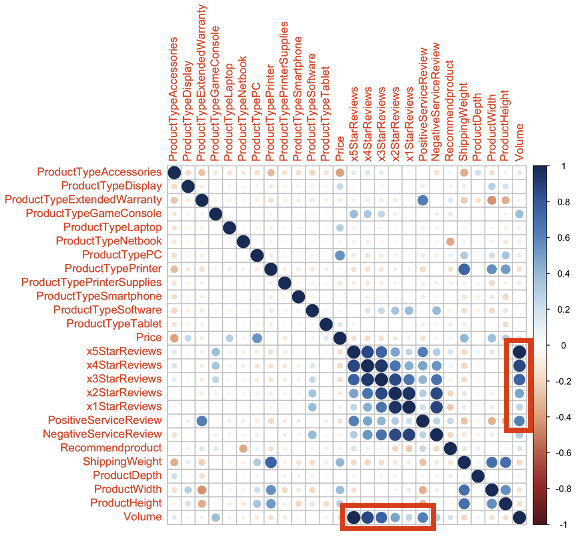 ProductTypeAccessories
ProductTypeDisplay
ProductTypeExtendedWarranty
ProductTypeGameConsole
ProductTypeLaptop
ProductTypeNetbook
ProductTypePC
ProductTypePrinter
ProductTypePrinterSupplies
ProductTypeSmartphone
ProductTypeSoftware
ProductTypeTablet
Price
x5StarReviews
x4StarReviews
x3StarReviews
x2StarReviews
x1StarReviews
PositiveServiceReview
NegativeServiceReview
Recommendproduct
ShippingWeight
ProductDepth
ProductWidth
ProductHeight
Volume
ProductTypeAccessories
ProductTypeDisplay
ProductTypeExtendedWarranty
ProductTypeGameConsole
ProductTypeLaptop
ProductTypeNetbook
ProductTypePC
ProductTypePrinter
ProductTypePrinterSupplies
ProductTypeSmartphone
ProductTypeSoftware
ProductTypeTablet
Price
x5StarReviews
x4StarReviews
x3StarReviews
x2StarReviews
x1StarReviews
PositiveServiceReview
NegativeServiceReview
Recommendproduct
ShippingWeight
ProductDepth
ProductWidth
ProductHeight
Volume
1
0.8
0.6
0.4
0.2
0
-0.2
-0.4
-0.6
-0.8
-1